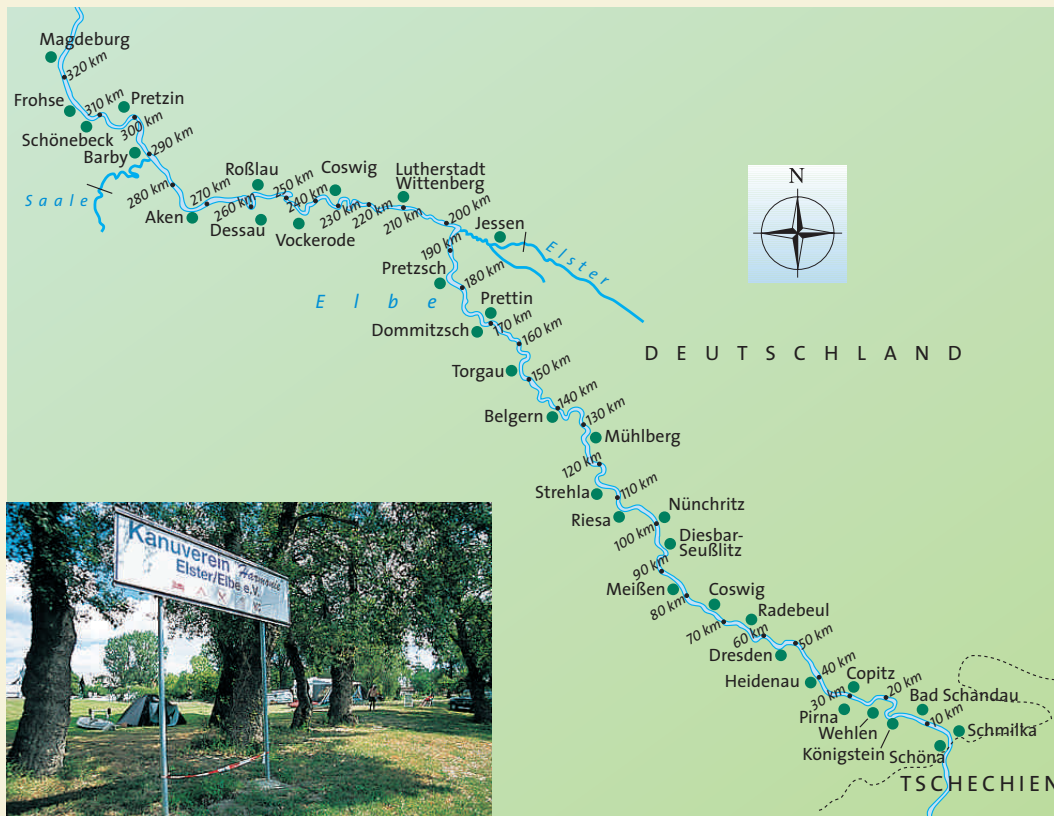 Magdeburg
320 km
Frohse
310 km
Pretzin
Schönebeck
300 km
Barby
290 km
Saale
280 km
Aken
270 km
Roßlau
260 km
Dessau
250 km
Vockerode
240 km
Coswig
230 km
220 km
Lutherstadt
Wittenberg
210 km
200 km
Jessen
Elster
190 km
Pretzsch
180 km
Elbe
Prettin
Dommitzsch
170 km
160 km
Torgau
150 km
140 km
Belgern
130 km
Mühlberg
120 km
Strehla
110 km
Riesa
Nünchritz
100 km
Diesbar-
Seußlitz
90 km
Meißen
80 km
Coswig
70 km
Radebeul
60 km
Dresden
50 km
Heidenau
40 km
Copitz
30 km
Pirna
20 km
Wehlen
Königstein
Bad Schandau
10 km
Schmilka
Schöna
TSCHECHIEN
DEUTSCHLAND
N
Kanuverein Harmonie
Elster/Elbe e.V.